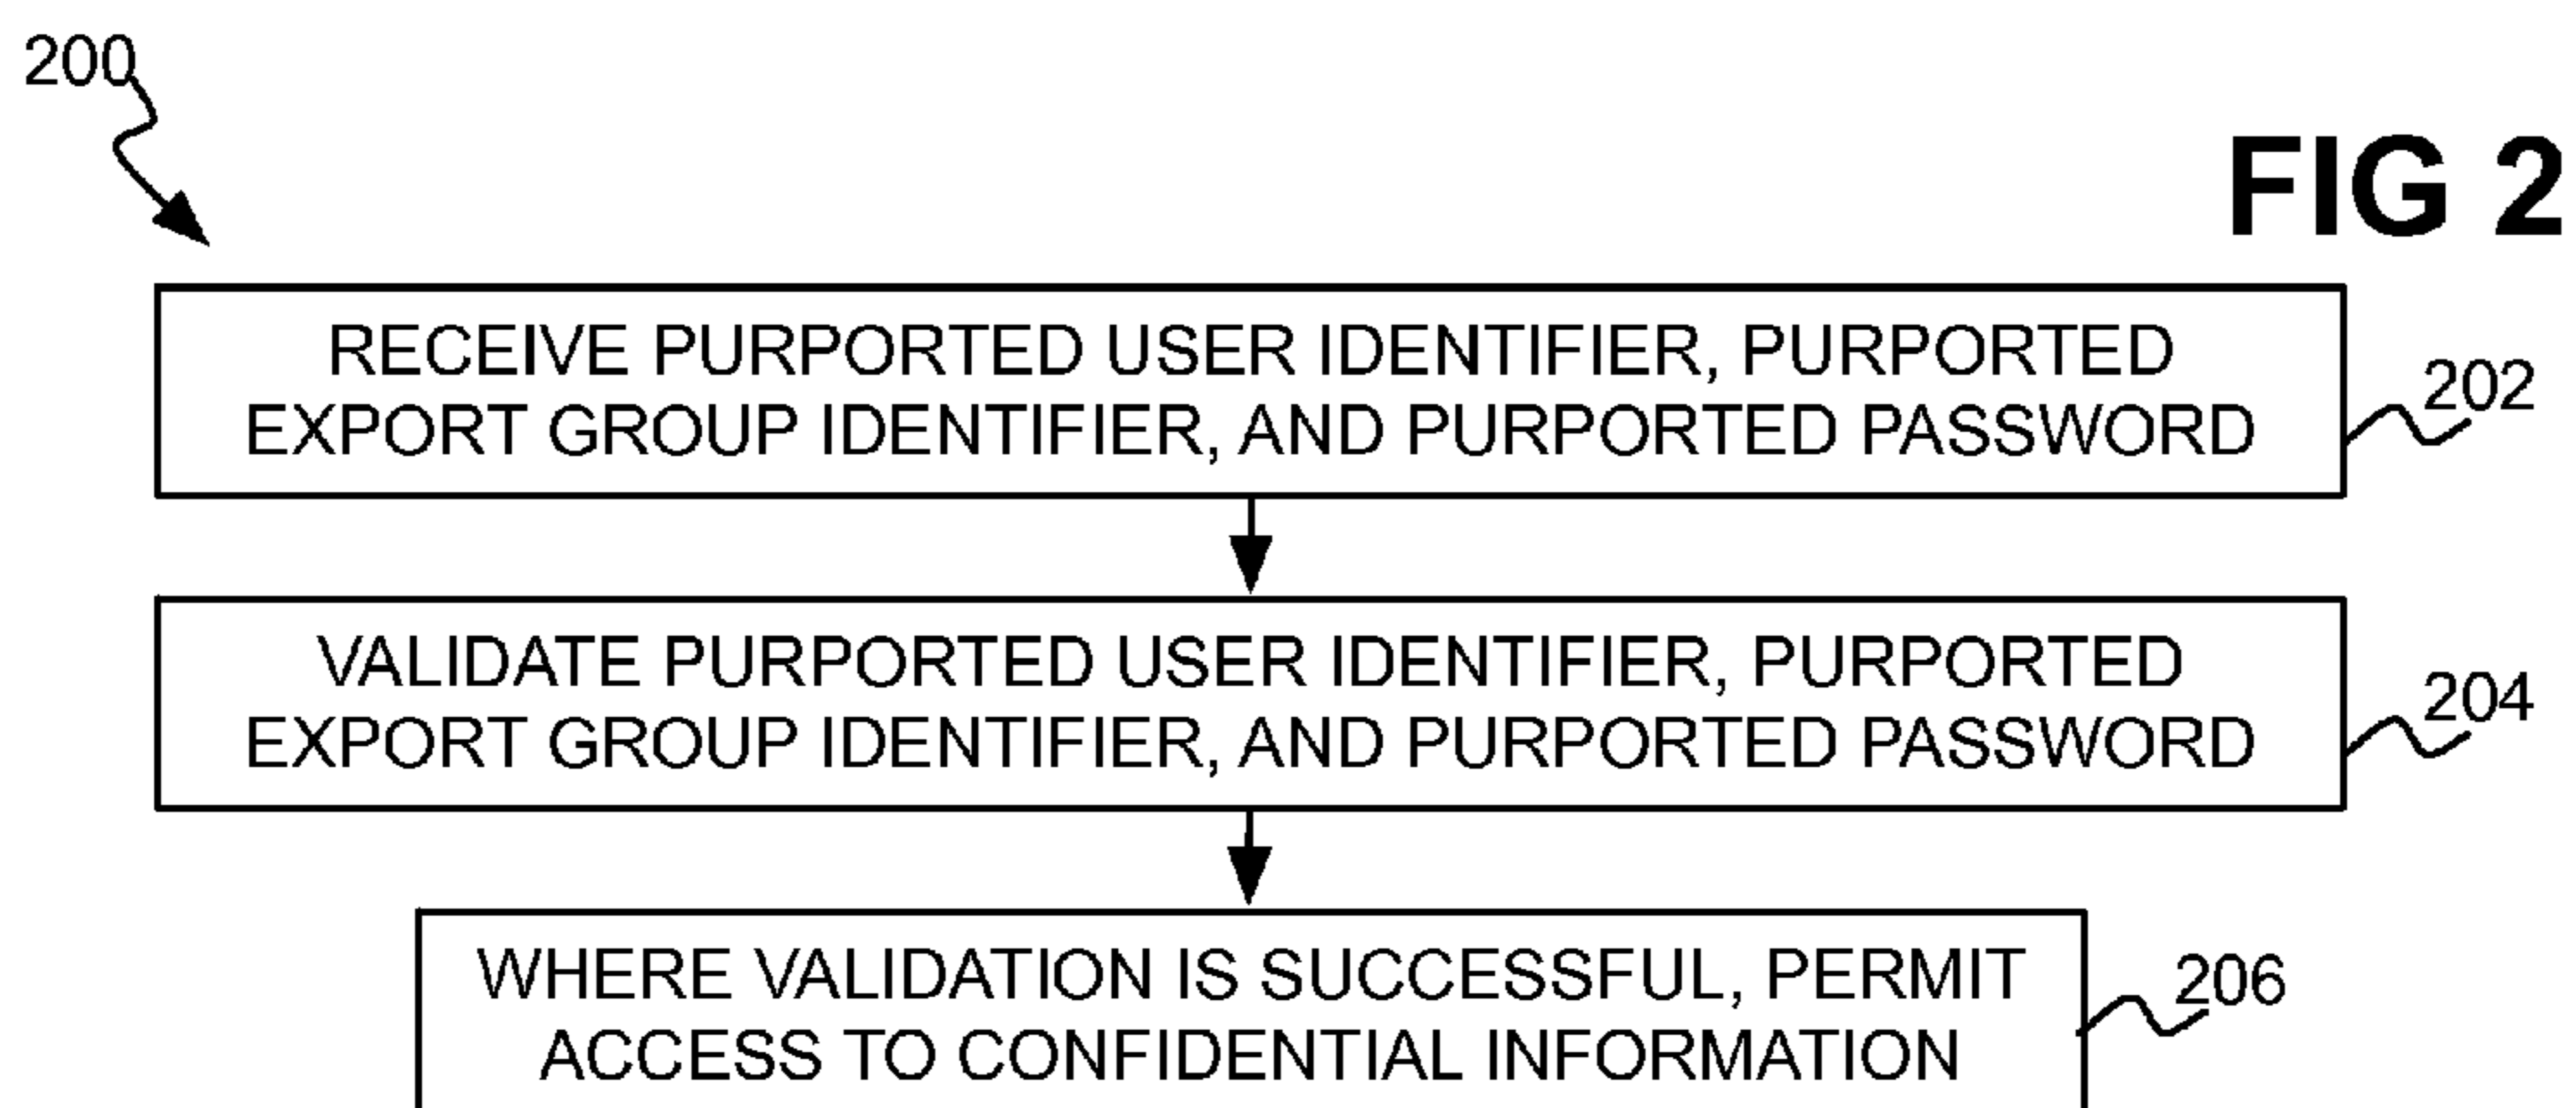 200
FIG 2
RECEIVE PURPORTED USER IDENTIFIER, PURPORTED
EXPORT GROUP IDENTIFIER, AND PURPORTED PASSWORD
202
VALIDATE PURPORTED USER IDENTIFIER, PURPORTED
EXPORT GROUP IDENTIFIER, AND PURPORTED PASSWORD
204
WHERE VALIDATION IS SUCCESSFUL, PERMIT
ACCESS TO CONFIDENTIAL INFORMATION
206